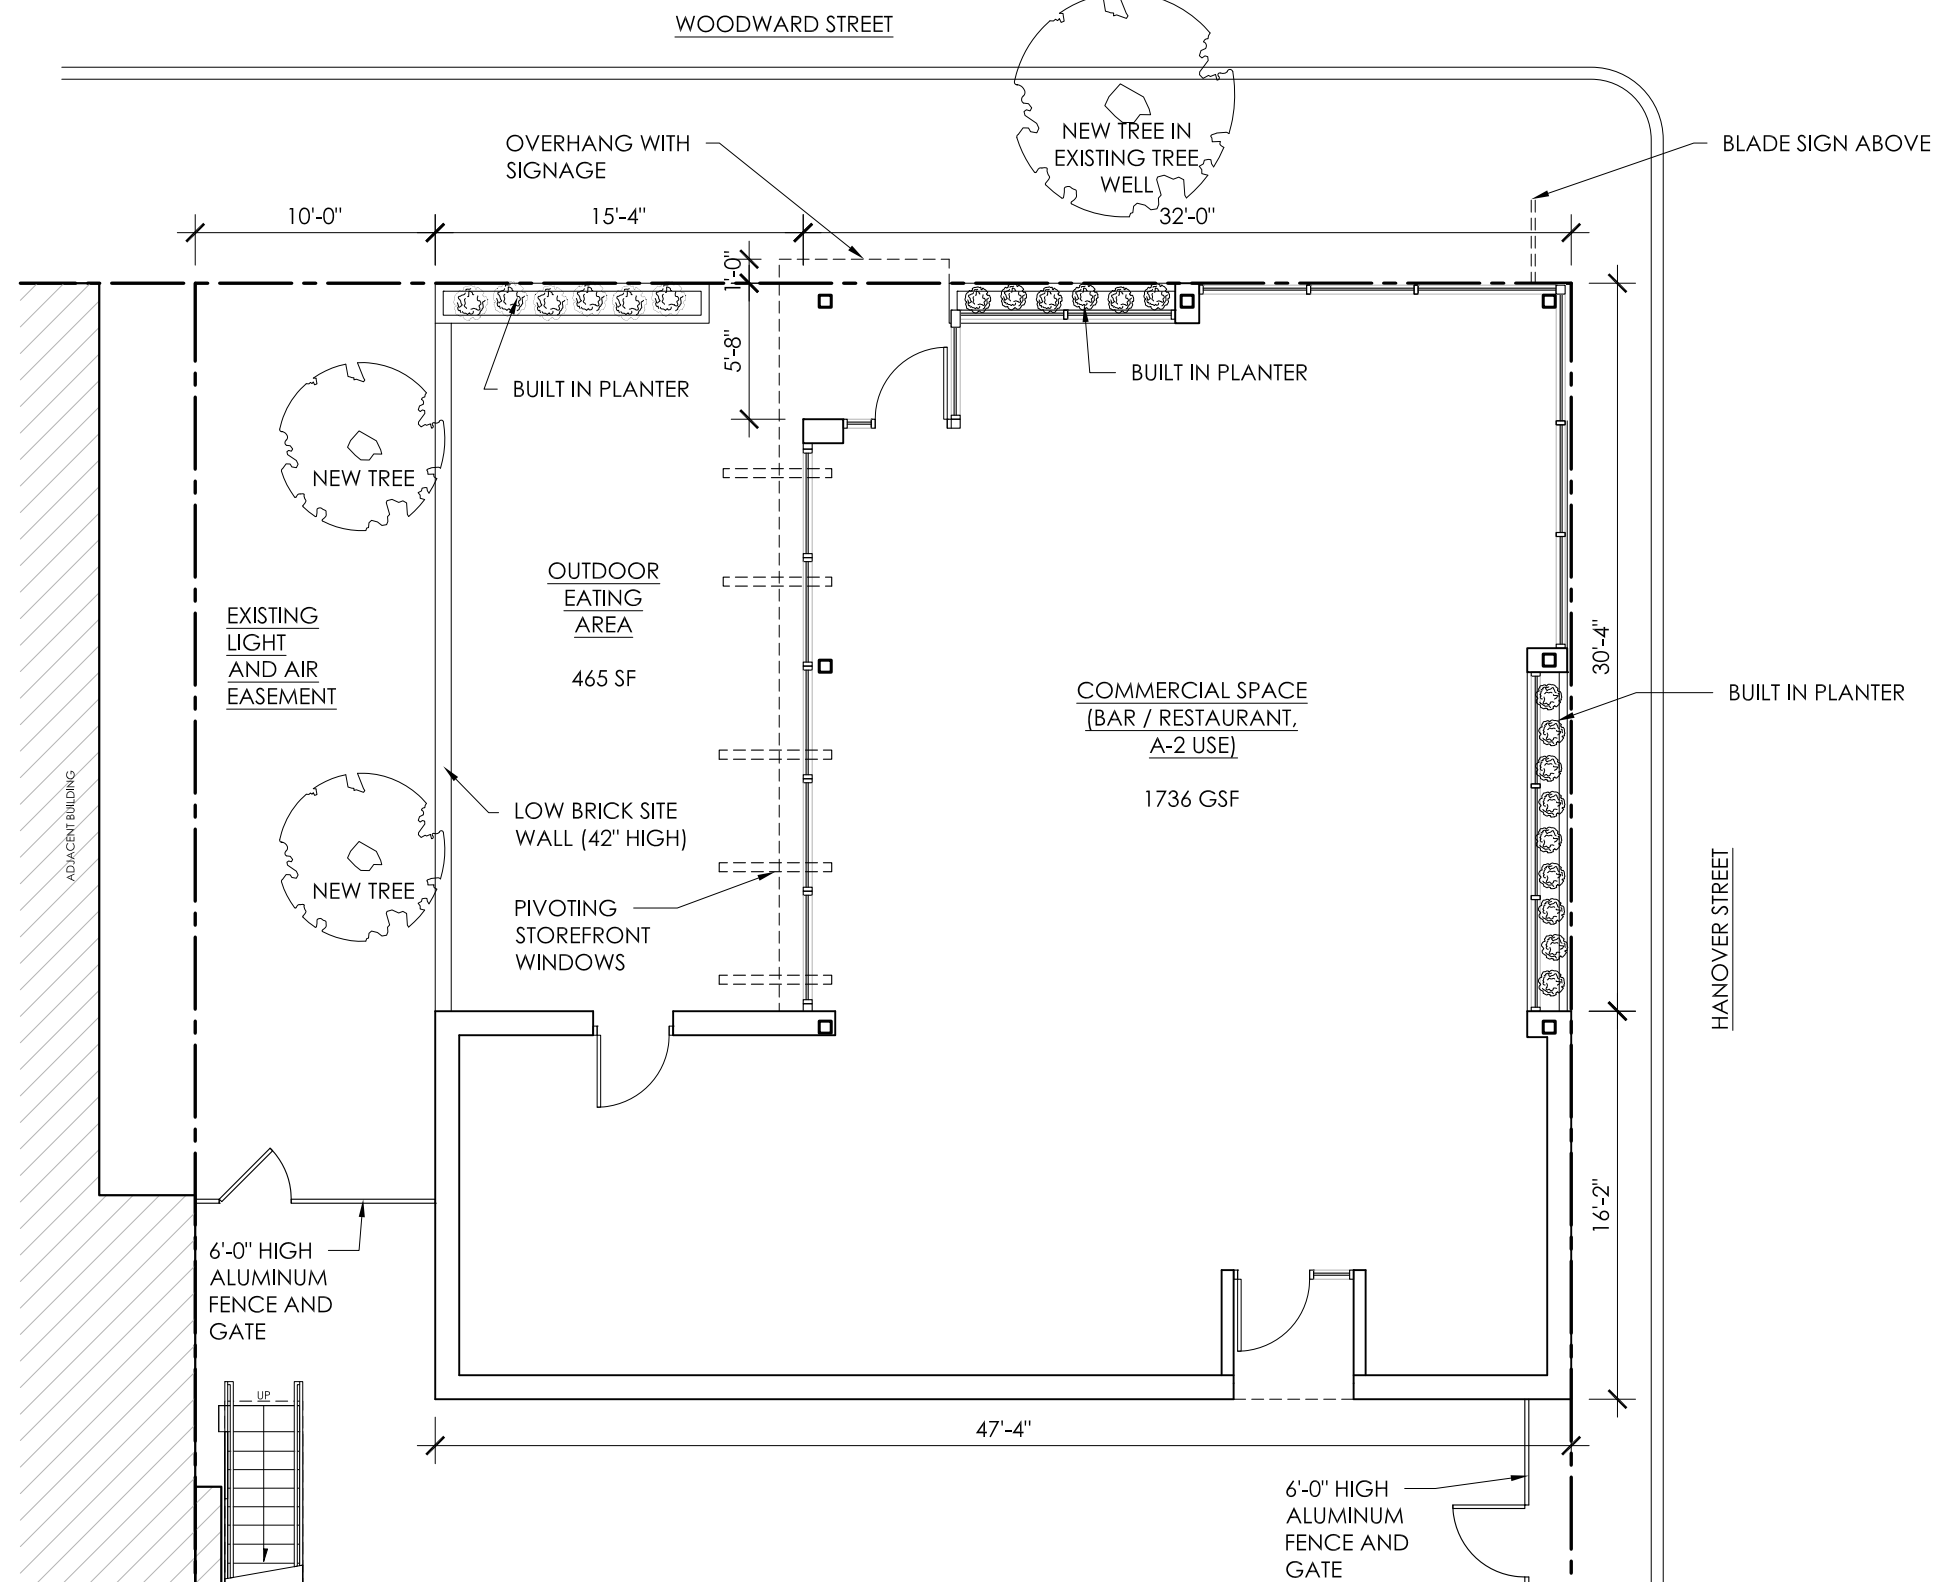 WOODWARD STREET
NEW TREE IN
EXISTING TREE
WELL
OVERHANG WITH
SIGNAGE
BLADE SIGN ABOVE
10'-0"
15'-4"
32'-0"
1'-0"
5'-8"
BUILT IN PLANTER
BUILT IN PLANTER
NEW TREE
OUTDOOR
EATING
AREA
465 SF
EXISTING
LIGHT
AND AIR
EASEMENT
30'-4"
COMMERCIAL SPACE
(BAR / RESTAURANT,
A-2 USE)
1736 GSF
BUILT IN PLANTER
ADJACENT BUILDING
LOW BRICK SITE
WALL (42" HIGH)
NEW TREE
PIVOTING
STOREFRONT
WINDOWS
HANOVER STREET
16'-2"
6'-0" HIGH
ALUMINUM
FENCE AND
GATE
UP
47'-4"
6'-0" HIGH
ALUMINUM
FENCE AND
GATE